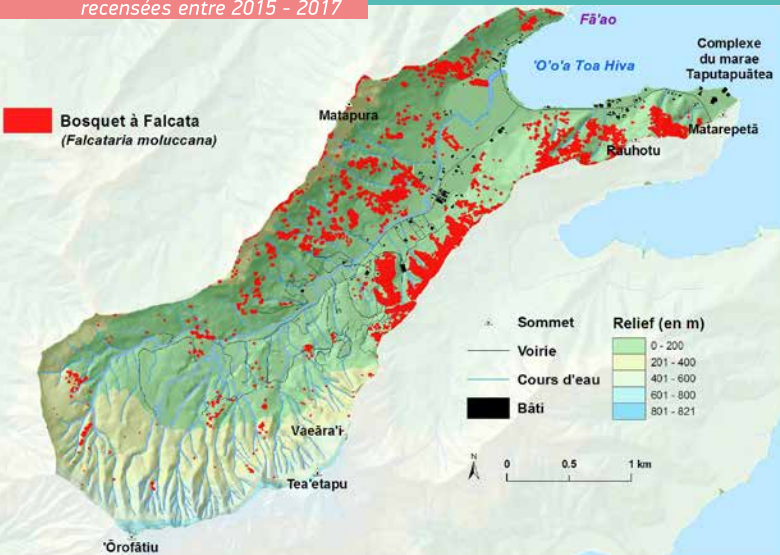 recensées entre 2015 - 2017
Fā'ao
'O'o'a Toa Hiva
Complexe
du marae
Taputapuātea
Matapura
Bosquet à Falcata
(Falcataria moluccana)
Matarepetā
Rauhotu
Sommet
Voirie
Cours d'eau
Bâti
Relief (en m)
0 - 200
201 - 400
401 - 600
601 - 800
801 - 821
Vaeāra'i
N
0 0.5 1 km
Tea'etapu
'Ōrofātiu